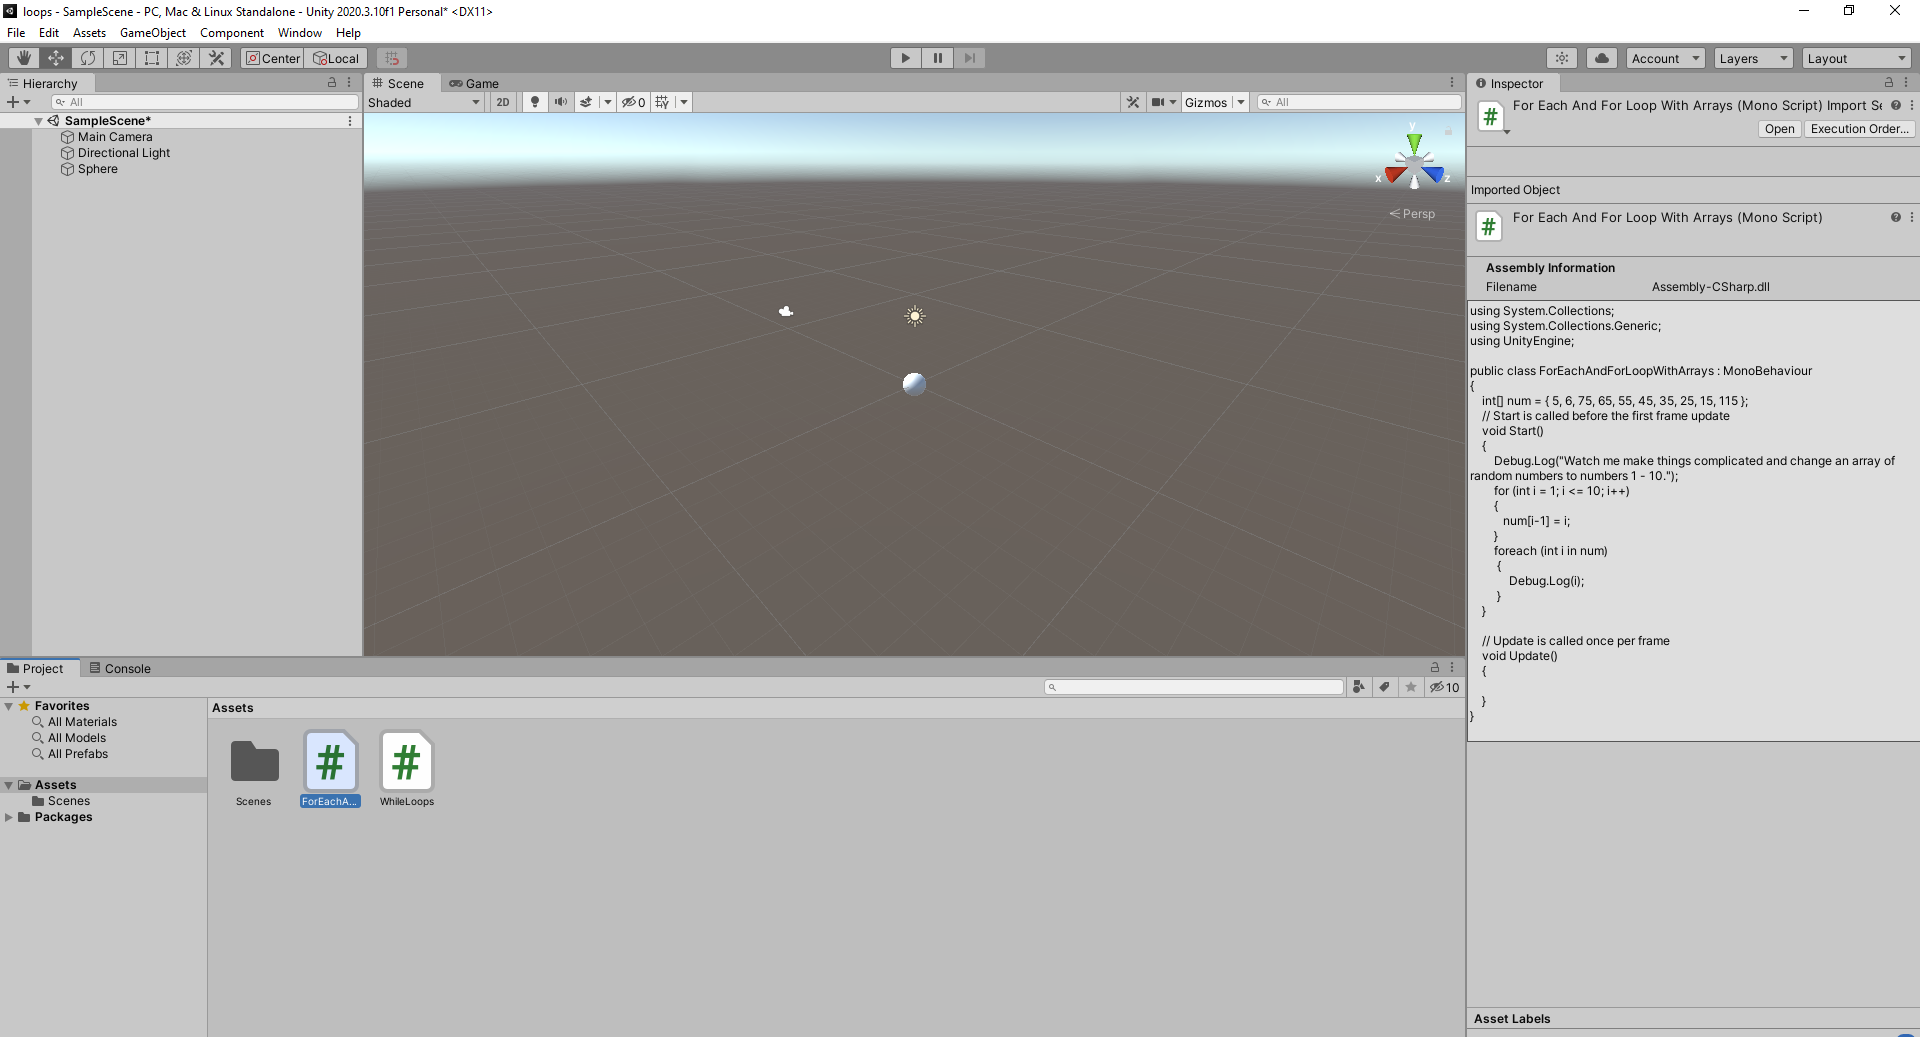 loops - SampleScene - PC, Mac & Linux Standalone - Unity 2020.3.10f1 Personal* <DX11>
File Edit Assets GameObject Component Window Help
Center Local Account Layers Layout
Hierarchy
All
SampleScene*
Main Camera
Directional Light
Sphere
Scene Game
Shaded 2D 0 Gizmos All
y
x z
Persp
Inspector
For Each And For Loop With Arrays (Mono Script) Import Se
Open Execution Order...
Imported Object
For Each And For Loop With Arrays (Mono Script)
Assembly Information
Filename Assembly-CSharp.dll
using System.Collections;
using System.Collections.Generic;
using UnityEngine;
public class ForEachAndForLoopWithArrays : MonoBehaviour
{
int[] num = { 5, 6, 75, 65, 55, 45, 35, 25, 15, 115 };
// Start is called before the first frame update
void Start()
{
Debug.Log("Watch me make things complicated and change an array of
random numbers to numbers 1 - 10.");
for (int i = 1; i <= 10; i++)
{
num[i-1] = i;
}
foreach (int i in num)
{
Debug.Log(i);
}
}
// Update is called once per frame
void Update()
{
}
}
Asset Labels
Project Console
10
Favorites
All Materials
All Models
All Prefabs
Assets
Scenes
Packages
Assets
# #
Scenes ForEachA... WhileLoops